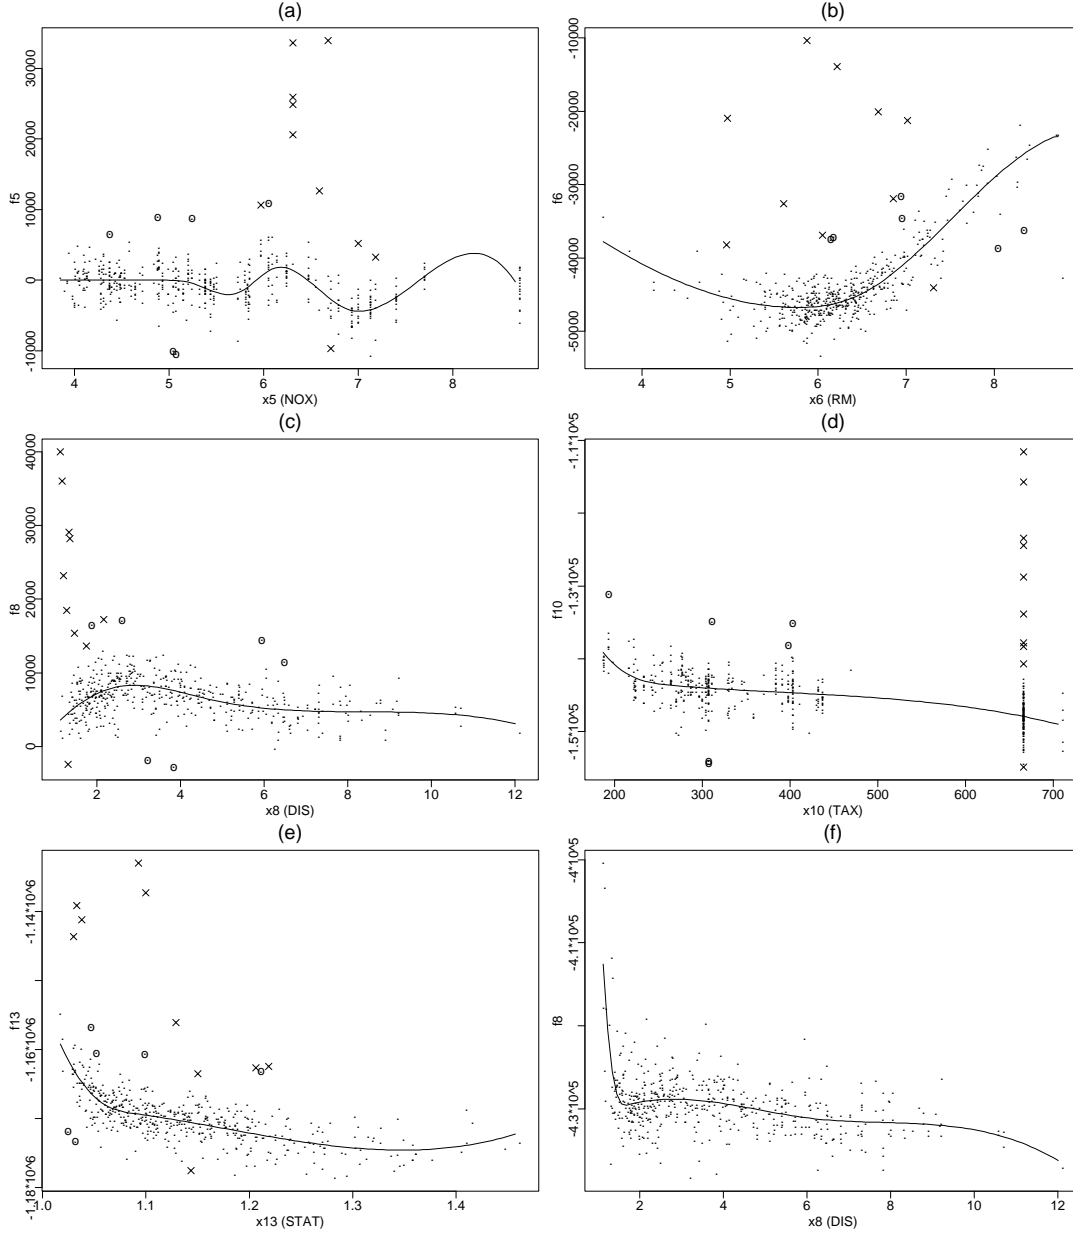 (a)
f5
-10000 0 10000 20000 30000
4 5 6 7 8
x5 (NOX)
(b)
f6
-50000 -40000 -30000 -20000 -10000
4 5 6 7 8
x6 (RM)
(c)
f8
0 10000 20000 30000 40000
2 4 6 8 10 12
x8 (DIS)
(d)
f10
-1.5*10^5 -1.3*10^5 -1.1*10^5
200 300 400 500 600 700
x10 (TAX)
(e)
f13
-1.18*10^6 -1.16*10^6 -1.14*10^6
1.0 1.1 1.2 1.3 1.4
x13 (STAT)
(f)
f8
-4.3*10^5 -4.1*10^5 -4*10^5
2 4 6 8 10 12
x8 (DIS)